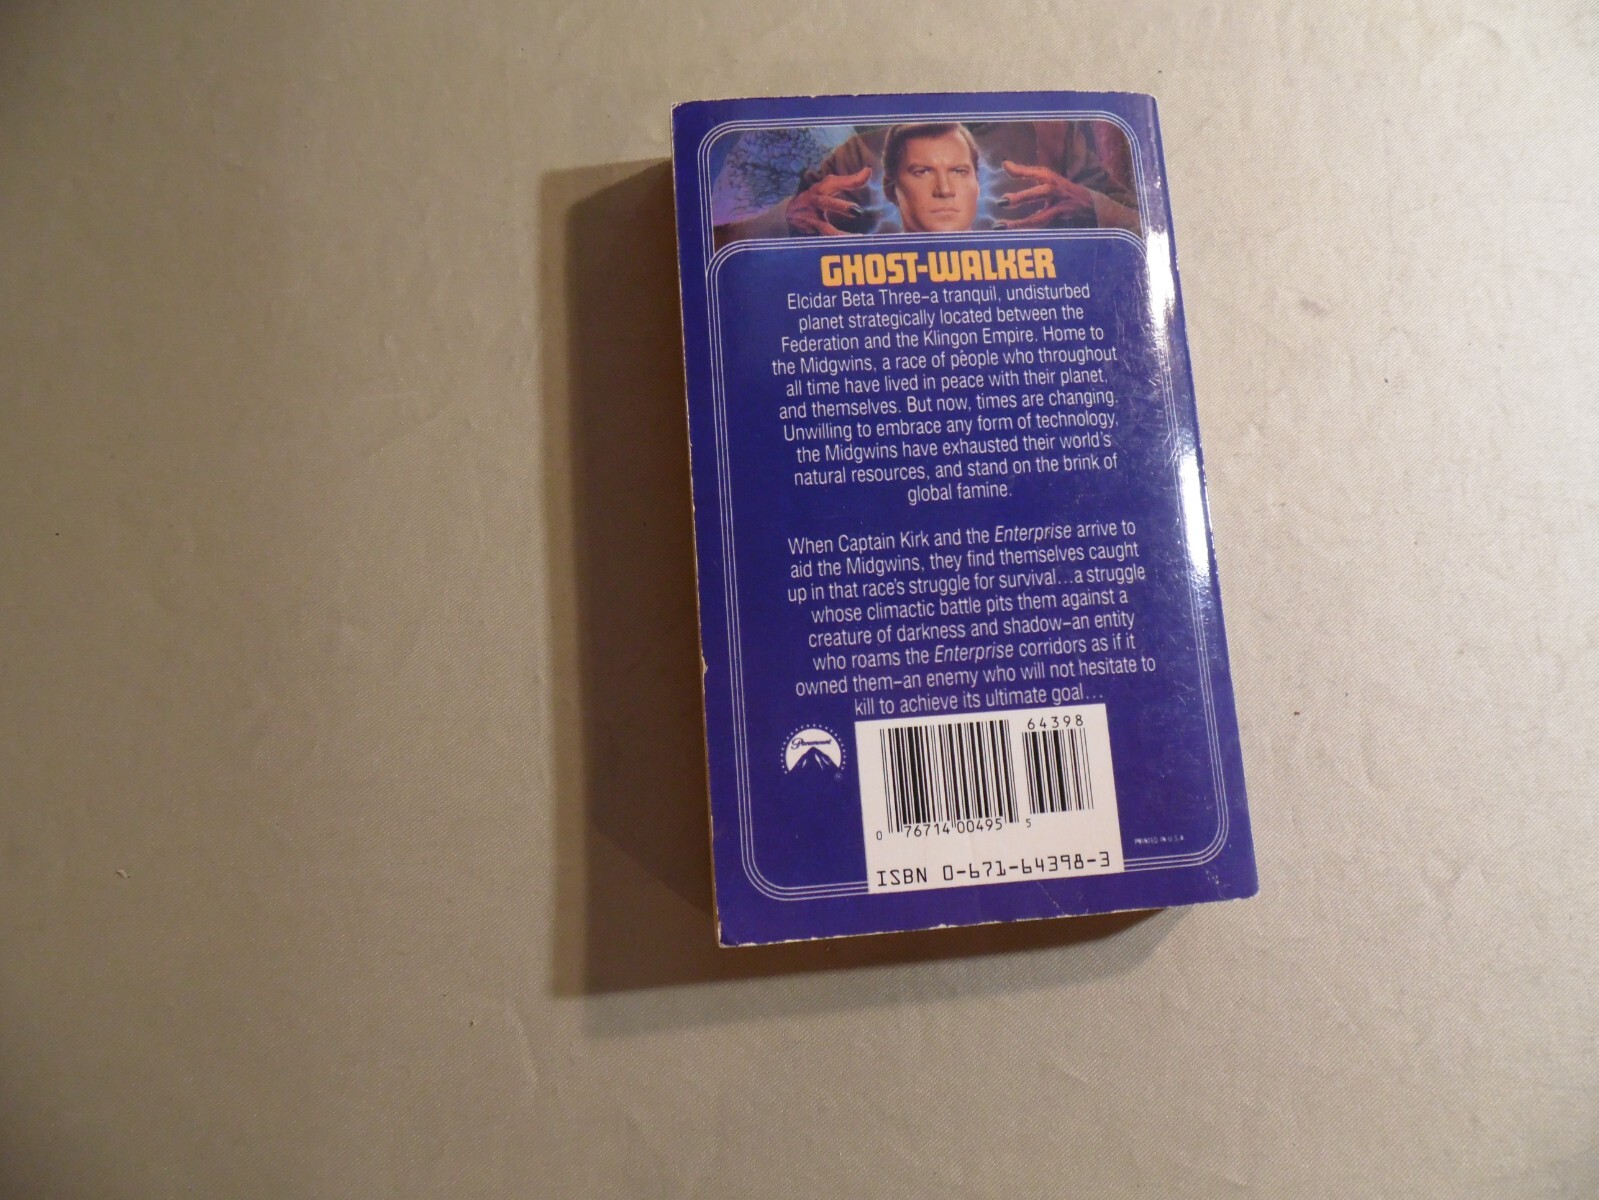 GHOST-WALKER
Elcidar Beta Three–a tranquil, undisturbed
planet strategically located between the
Federation and the Klingon Empire. Home to
the Midgwins, a race of people who throughout
all time have lived in peace with their planet,
and themselves. But now, times are changing.
Unwilling to embrace any form of technology,
the Midgwins have exhausted their world's
natural resources, and stand on the brink of
global famine.
When Captain Kirk and the Enterprise arrive to
aid the Midgwins, they find themselves caught
up in that race's struggle for survival...a struggle
whose climactic battle pits them against a
creature of darkness and shadow–an entity
who roams the Enterprise corridors as if it
owned them–an enemy who will not hesitate to
kill to achieve its ultimate goal...
Paramount
®
64398
0 76714 00495 5
ISBN 0-671-64398-3
PRINTED IN U.S.A.